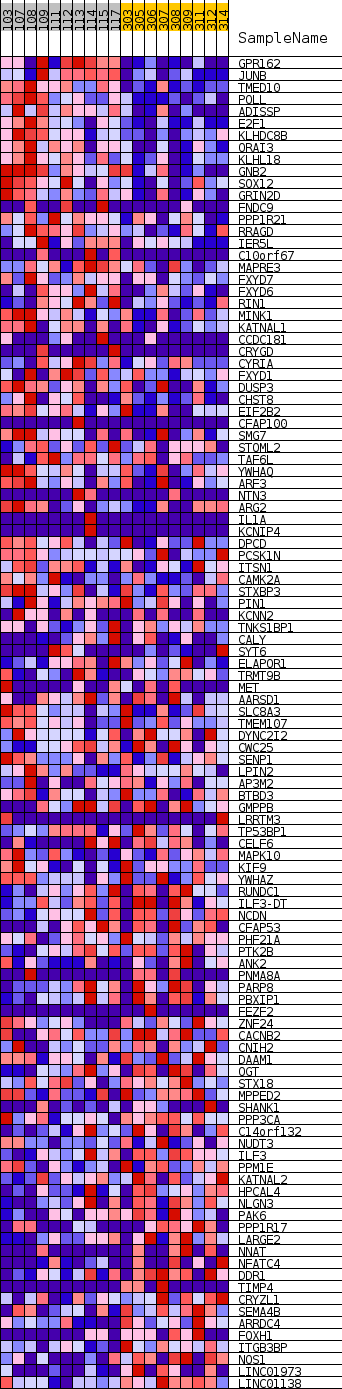 103 107 108 109 111 112 113 114 115 117 303 305 306 307 308 309 311 312 314
SampleName
GPR162
JUNB
TMED10
POLL
ADISSP
E2F1
KLHDC8B
ORAI3
KLHL18
GNB2
SOX12
GRIN2D
FNDC9
PPP1R21
RRAGD
IER5L
C10orf67
MAPRE3
FXYD7
FXYD6
RIN1
MINK1
KATNAL1
CCDC181
CRYGD
CYRIA
FXYD1
DUSP3
CHST8
EIF2B2
CFAP100
SMG7
STOML2
TAF6L
YWHAQ
ARF3
NTN3
ARG2
IL1A
KCNIP4
DPCD
PCSK1N
ITSN1
CAMK2A
STXBP3
PIN1
KCNN2
TNKS1BP1
CALY
SYT6
ELAPOR1
TRMT9B
MET
AARSD1
SLC8A3
TMEM107
DYNC2I2
CWC25
SENP1
LPIN2
AP3M2
BTBD3
GMPPB
LRRTM3
TP53BP1
CELF6
MAPK10
KIF9
YWHAZ
RUNDC1
ILF3-DT
NCDN
CFAP53
PHF21A
PTK2B
ANK2
PNMA8A
PARP8
PBXIP1
FEZF2
ZNF24
CACNB2
CNIH2
DAAM1
OGT
STX18
MPPED2
SHANK1
PPP3CA
C14orf132
NUDT3
ILF3
PPM1E
KATNAL2
HPCAL4
NLGN3
PAK6
PPP1R17
LARGE2
NNAT
NFATC4
DDR1
TIMP4
CRYZL1
SEMA4B
ARRDC4
FOXH1
ITGB3BP
NOS1
LINC01973
LINC01138